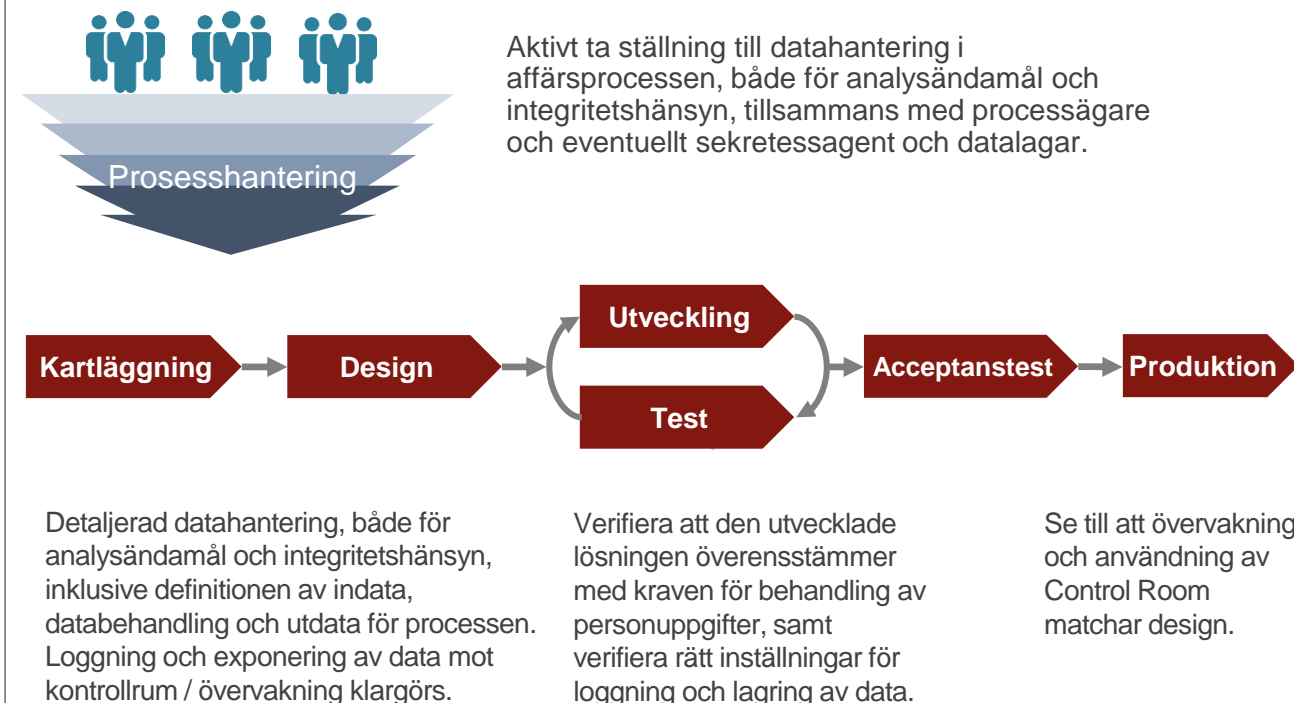 Aktivt ta ställning till datahantering i
affärsprocessen, både för analysändamål och
integritetshänsyn, tillsammans med processägare
och eventuellt sekretessagent och datalagar.
Prosesshantering
Kartläggning
Design
Utveckling
Test
Acceptanstest
Produktion
Detaljerad datahantering, både för
analysändamål och integritetshänsyn,
inklusive definitionen av indata,
databehandling och utdata för processen.
Loggning och exponering av data mot
kontrollrum / övervakning klargörs.
Verifiera att den utvecklade
lösningen överensstämmer
med kraven för behandling av
personuppgifter, samt
verifiera rätt inställningar för
loggning och lagring av data.
Se till att övervakning
och användning av
Control Room
matchar design.